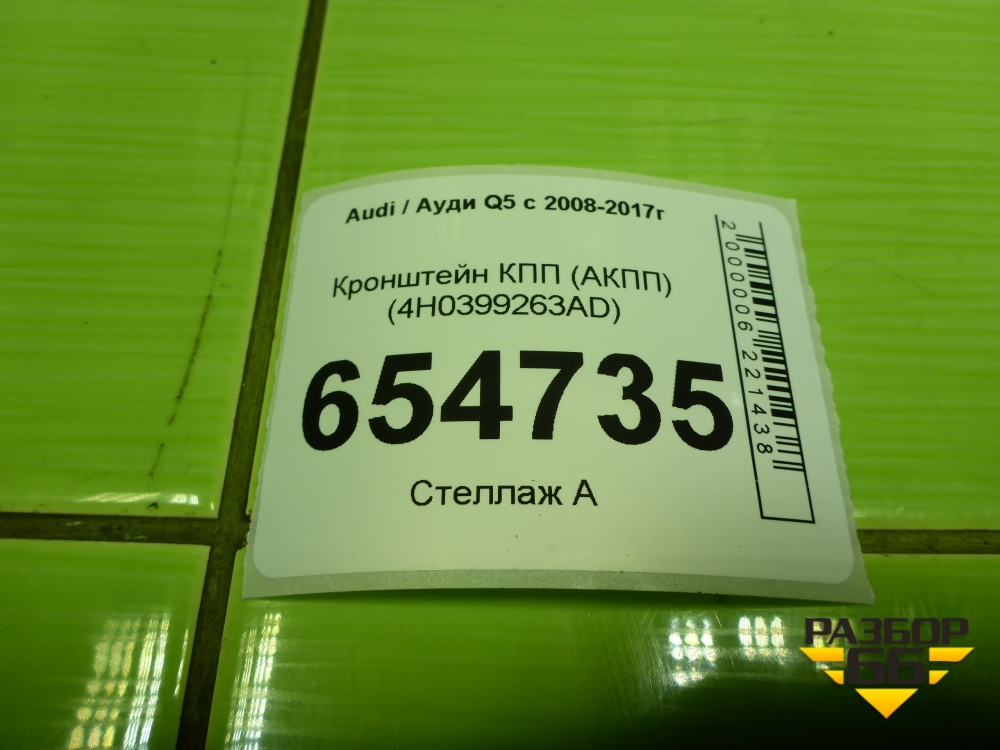 Audi / Ауди Q5 с 2008-2017г
Кронштейн КПП (АКПП)
(4H0399263AD)
654735
Стеллаж А
2000006221438
РАЗБОР
66